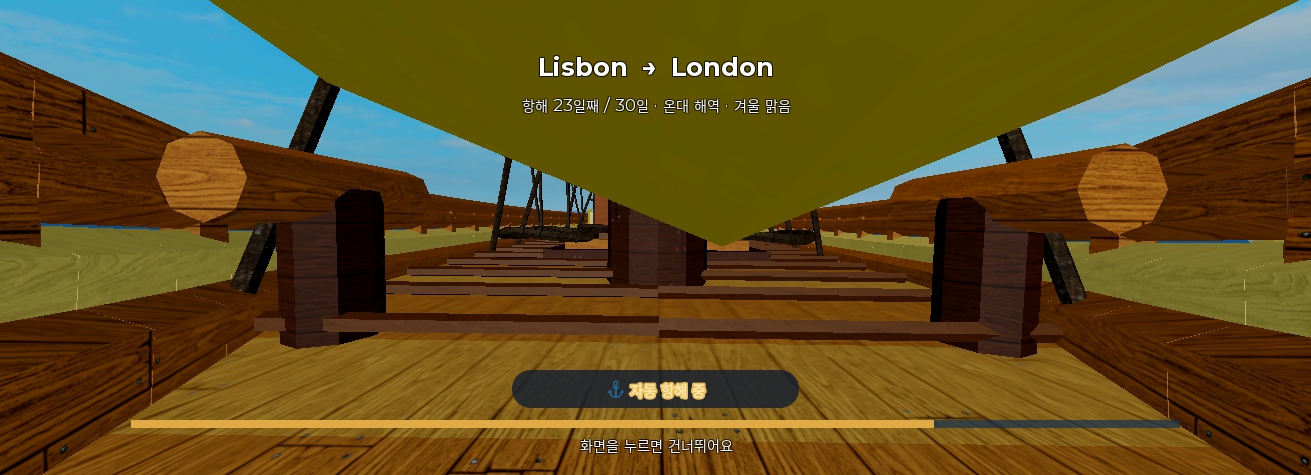 Lisbon → London
항해 23일째 / 30일 · 온대 해역 · 겨울 맑음
⚓ 자동 항해 중
화면을 누르면 건너뛰어요